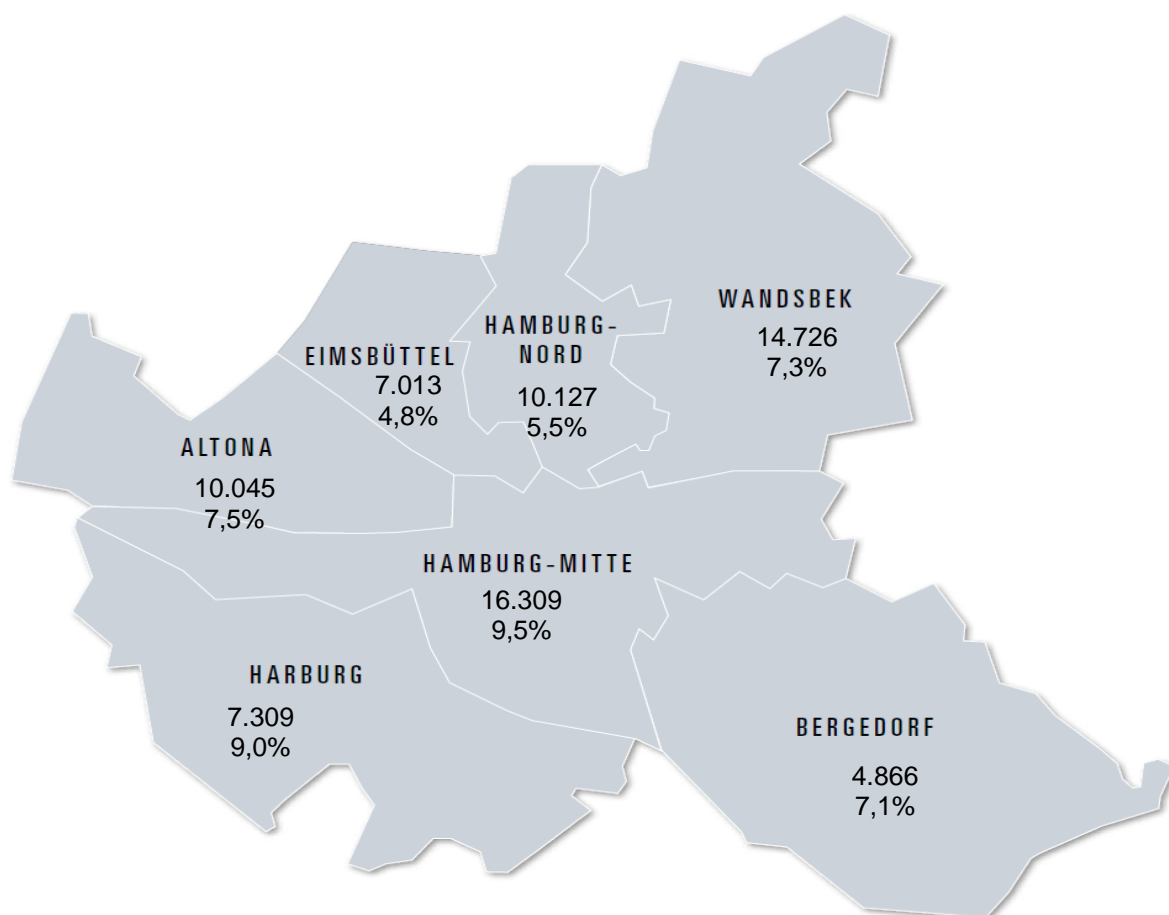 WANDSBEK
14.726
7,3%
HAMBURG-
NORD
10.127
5,5%
EIMSBÜTTEL
7.013
4,8%
ALTONA
10.045
7,5%
HAMBURG-MITTE
16.309
9,5%
HARBURG
7.309
9,0%
BERGEDORF
4.866
7,1%